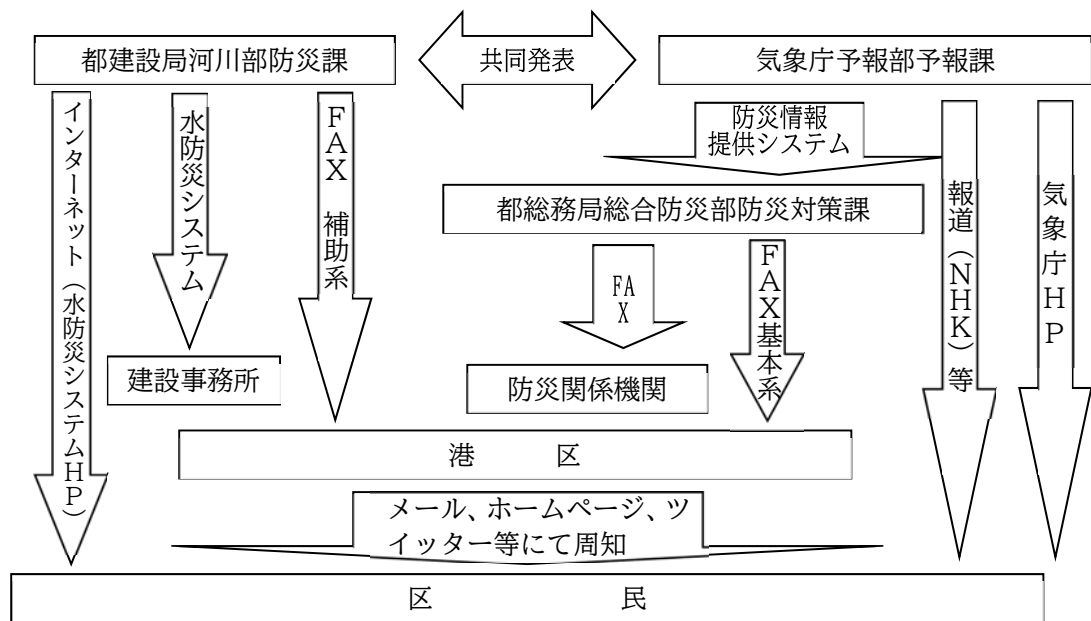 都建設局河川部防災課
共同発表
気象庁予報部予報課
インターネット（水防災システムHP）
水防災システム
FAX 補助系
防災情報
提供システム
報道（NHK）等
気象庁HP
都総務局総合防災部防災対策課
FA
X
FAX基本系
建設事務所
防災関係機関
港 区
メール、ホームページ、ツ
イッター等にて周知
区 民